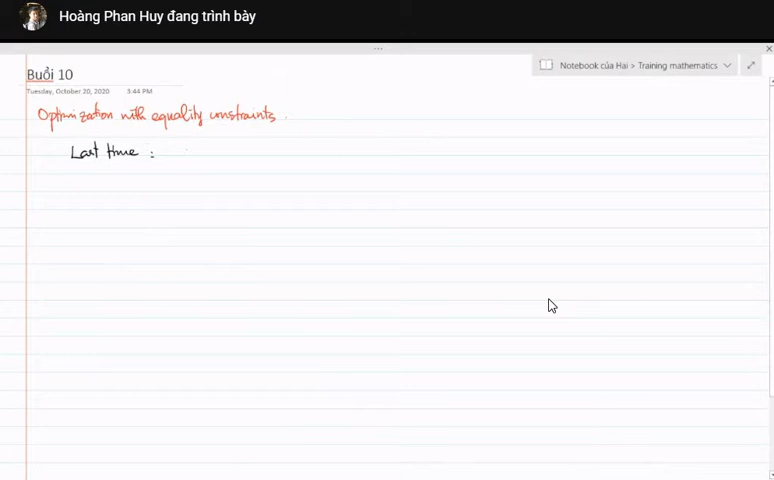 Hoàng Phan Huy đang trình bày
Buổi 10
Notebook của Hai > Training mathematics
Tuesday, October 20, 2020 3:44 PM
Optimization with equality constraints.
Last time :